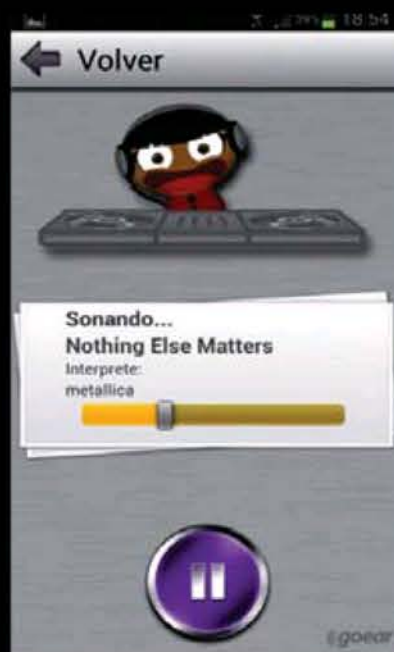 18:54
Volver
Sonando...
Nothing Else Matters
Interprete:
metallica
goear